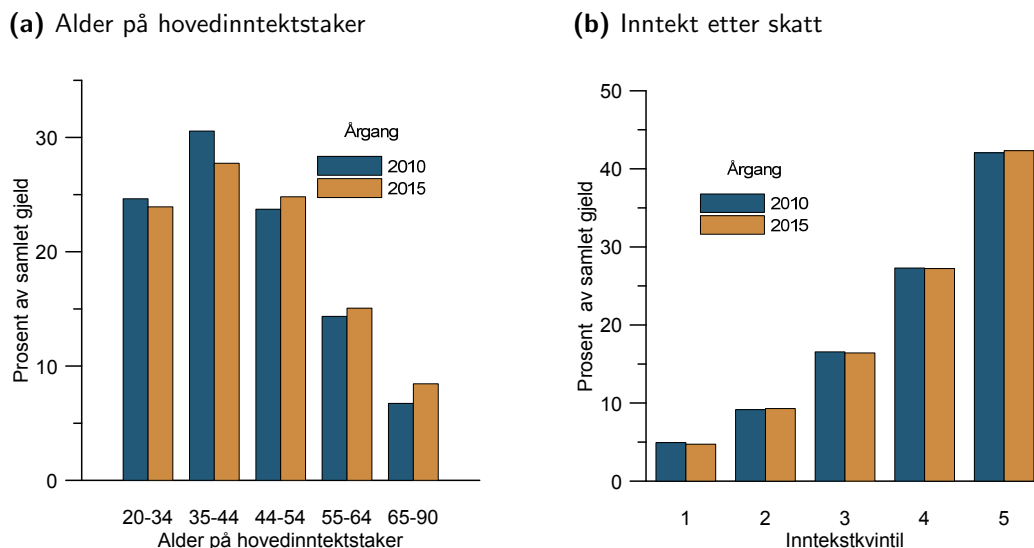 (a) Alder på hovedinntektstaker
Prosent av samlet gjeld
30
20
10
0
Årgang
2010
2015
20-34 35-44 44-54 55-64 65-90
Alder på hovedinntektstaker
(b) Inntekt etter skatt
Prosent av samlet gjeld
50
40
30
20
10
0
Årgang
2010
2015
1 2 3 4 5
Inntekstkvintil